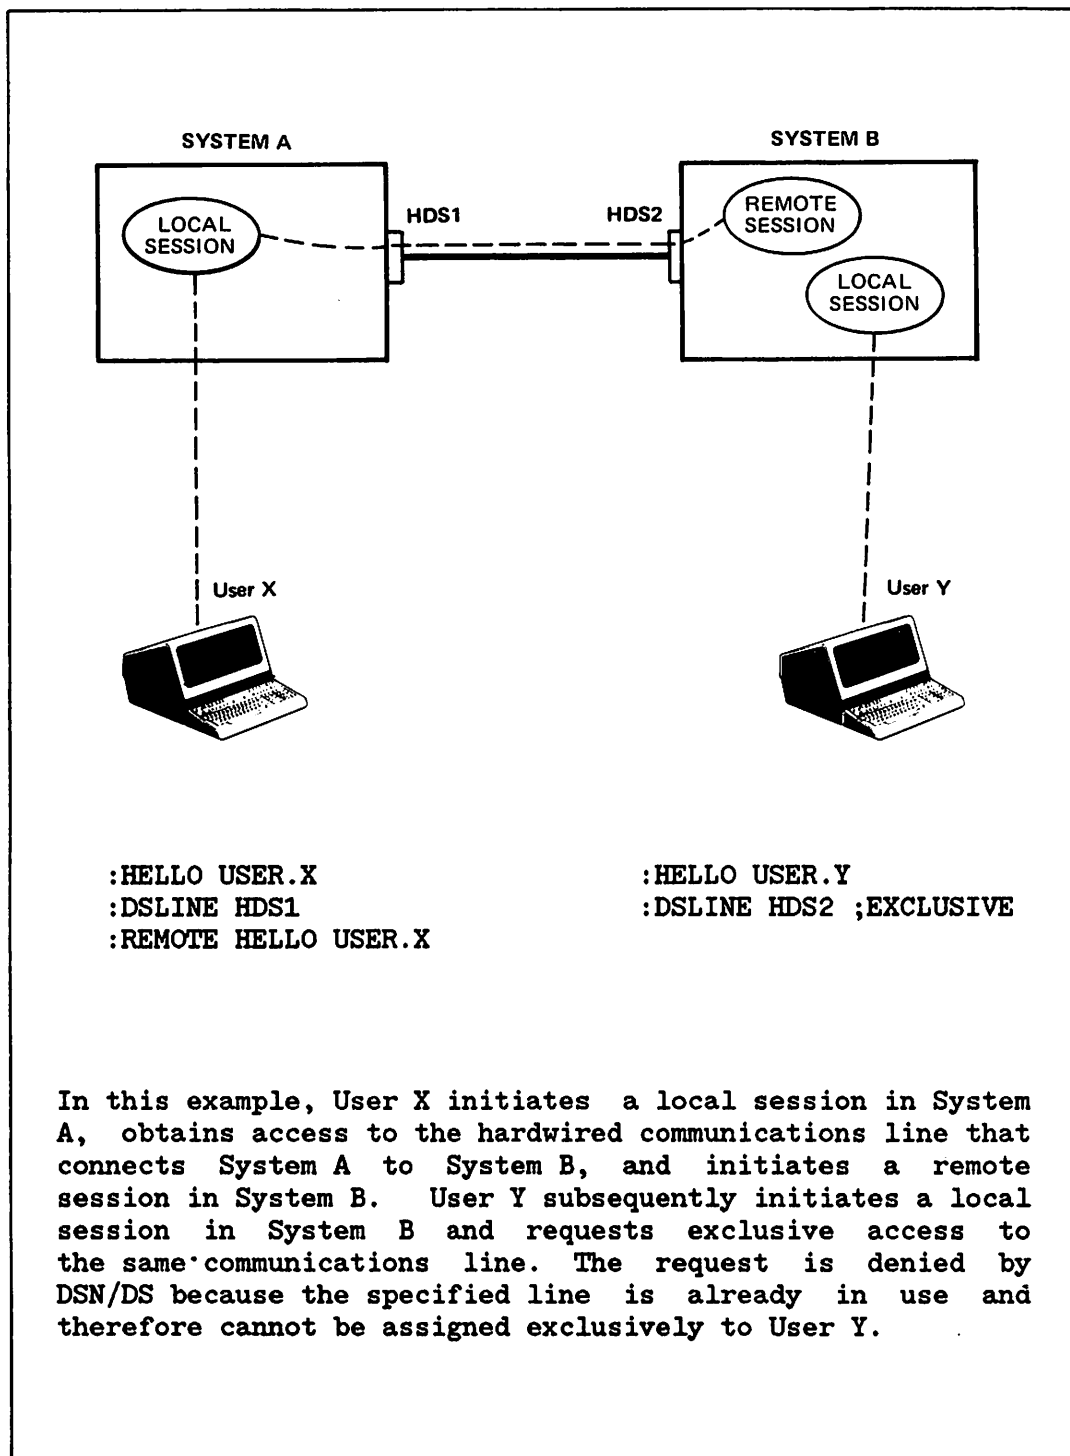 SYSTEM A
SYSTEM B
LOCAL
SESSION
HDS1
HDS2
REMOTE
SESSION
LOCAL
SESSION
User X
User Y
:HELLO USER.X
:DSLINE HDS1
:REMOTE HELLO USER.X
:HELLO USER.Y
:DSLINE HDS2 ;EXCLUSIVE
In this example, User X initiates a local session in System
A, obtains access to the hardwired communications line that
connects System A to System B, and initiates a remote
session in System B. User Y subsequently initiates a local
session in System B and requests exclusive access to
the same communications line. The request is denied by
DSN/DS because the specified line is already in use and
therefore cannot be assigned exclusively to User Y.